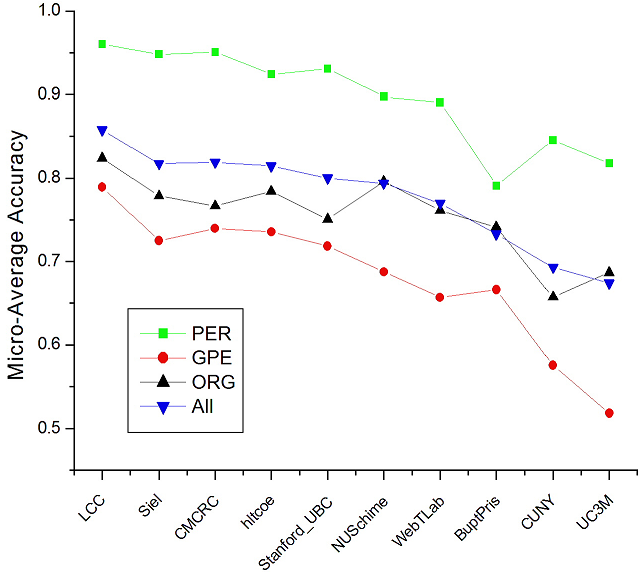 1.0
0.9
0.8
0.7
0.6
0.5
Micro-Average Accuracy
PER
GPE
ORG
All
LCC
Siel
CMCRC
hltcoe
Stanford_UBC
NUSchime
WebTLab
BuptPris
CUNY
UC3M